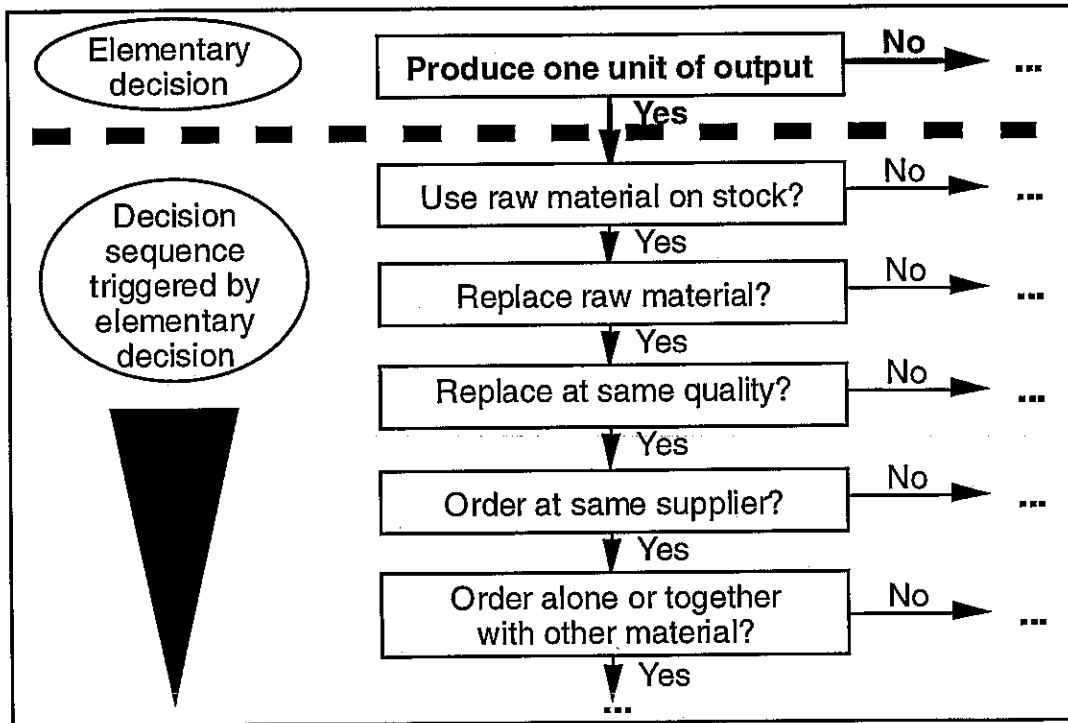 Elementary
decision
Produce one unit of output
No
...
Yes
Decision
sequence
triggered by
elementary
decision
Use raw material on stock?
No
...
Yes
Replace raw material?
No
...
Yes
Replace at same quality?
No
...
Yes
Order at same supplier?
No
...
Yes
Order alone or together
with other material?
No
...
Yes
...